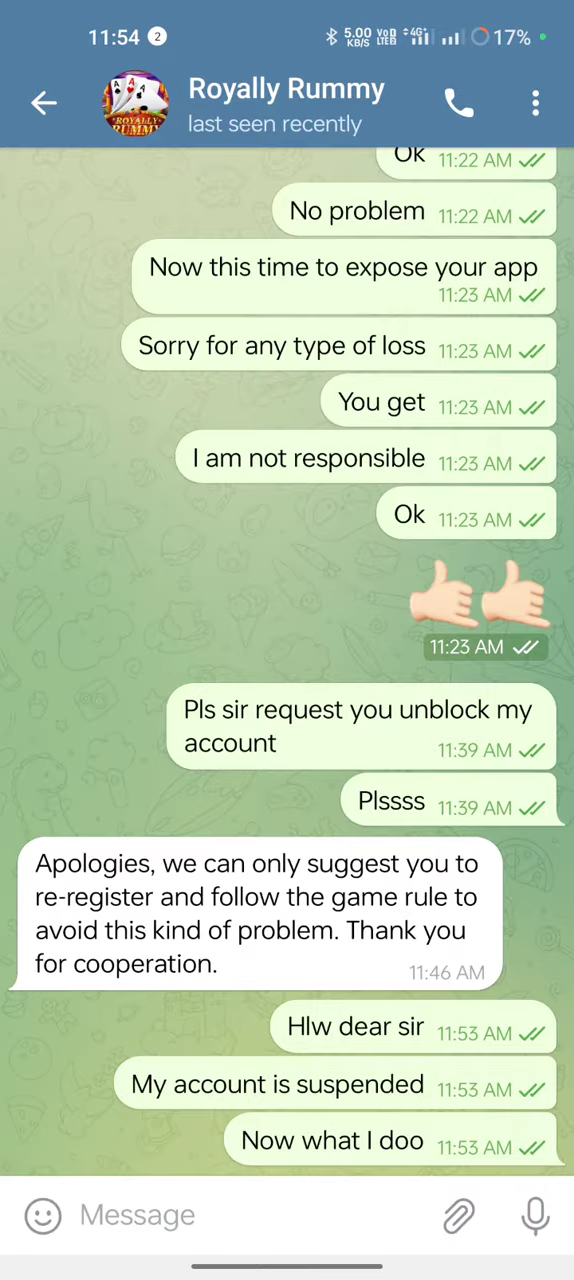 11:54 2 5.00 KB/S VoD LTEB 4G 17%
Royally Rummy
last seen recently
ROYALLY
RUMMY
Ok 11:22 AM
No problem 11:22 AM
Now this time to expose your app
11:23 AM
Sorry for any type of loss 11:23 AM
You get 11:23 AM
I am not responsible 11:23 AM
Ok 11:23 AM
11:23 AM
Pls sir request you unblock my
account 11:39 AM
Plssss 11:39 AM
Apologies, we can only suggest you to
re-register and follow the game rule to
avoid this kind of problem. Thank you
for cooperation. 11:46 AM
Hlw dear sir 11:53 AM
My account is suspended 11:53 AM
Now what I doo 11:53 AM
Message